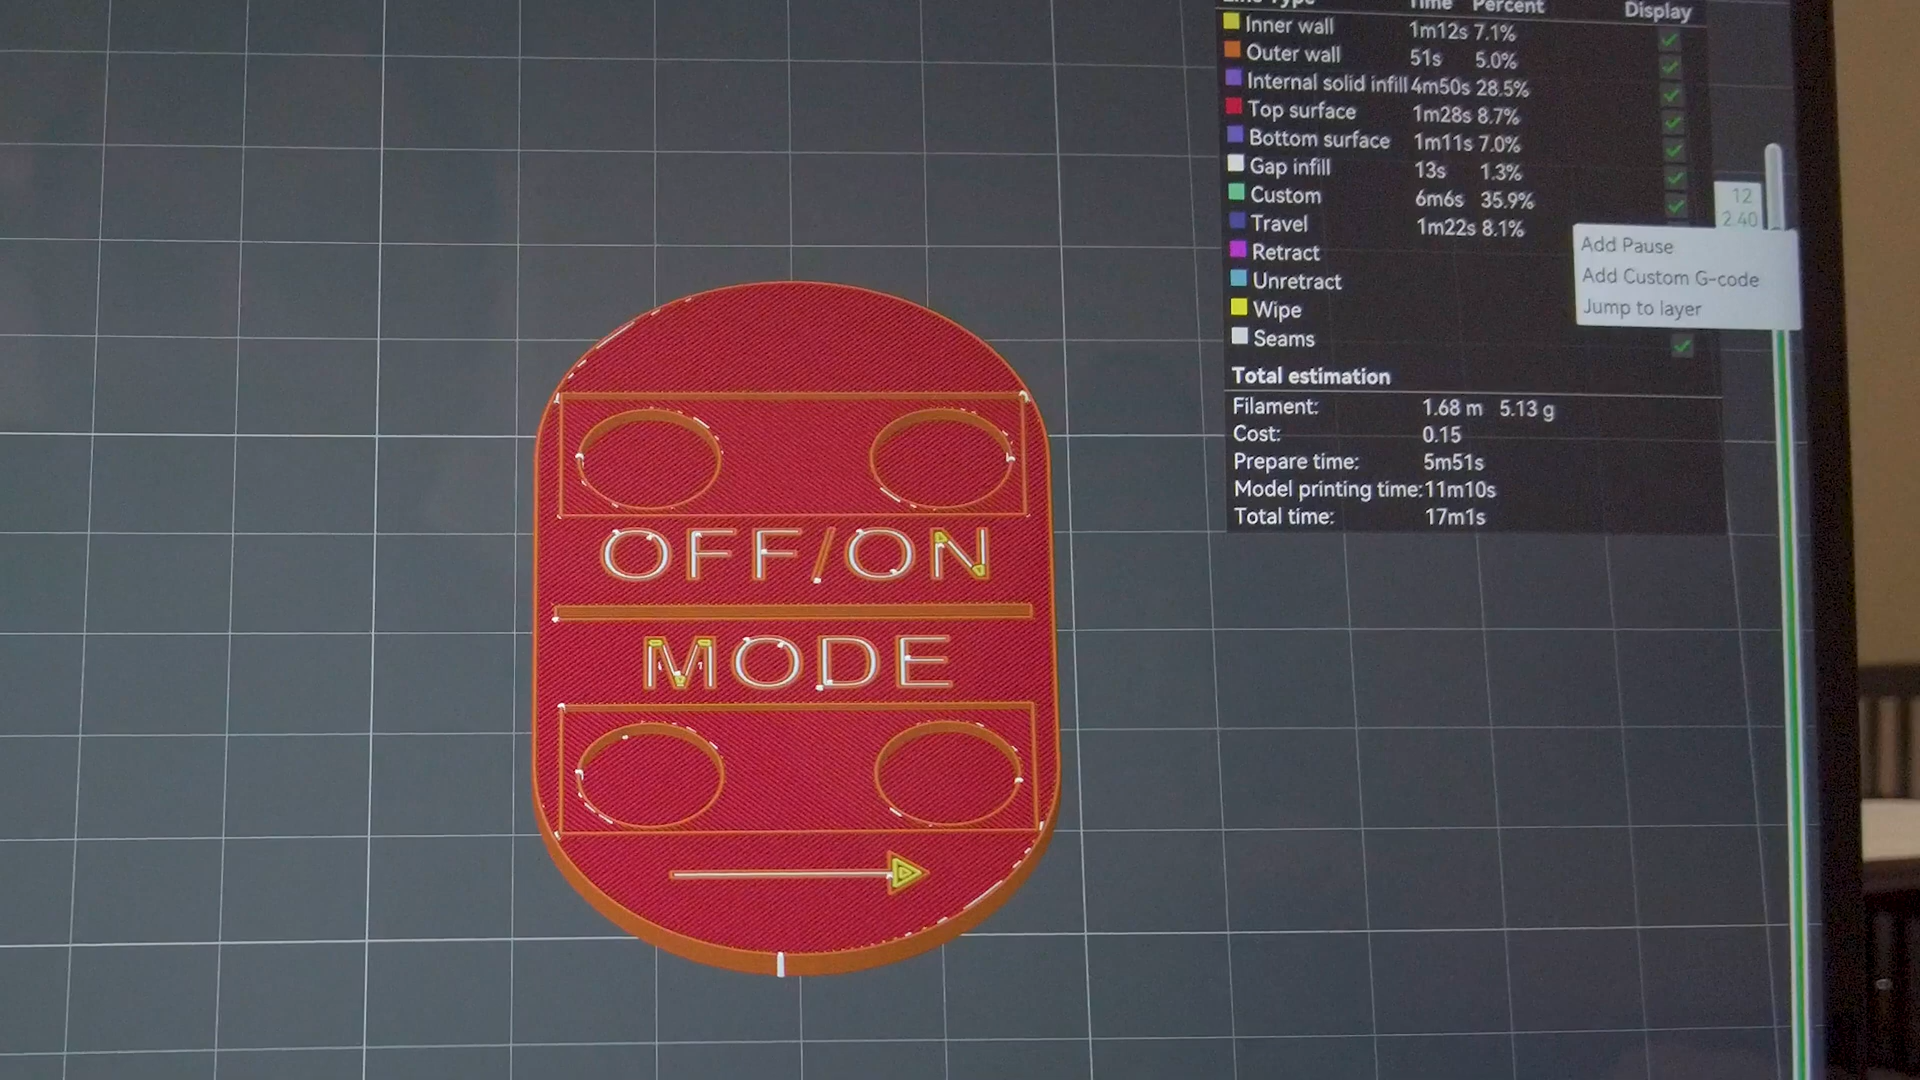 Line Type Time Percent Display
Inner wall 1m12s 7.1%
Outer wall 51s 5.0%
Internal solid infill 4m50s 28.5%
Top surface 1m28s 8.7%
Bottom surface 1m11s 7.0%
Gap infill 13s 1.3%
Custom 6m6s 35.9%
Travel 1m22s 8.1%
Retract
Unretract
Wipe
Seams
Total estimation
Filament: 1.68 m 5.13 g
Cost: 0.15
Prepare time: 5m51s
Model printing time: 11m10s
Total time: 17m1s
12
2.40
Add Pause
Add Custom G-code
Jump to layer
OFF/ON
MODE